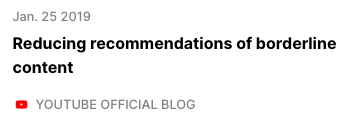 Jan. 25 2019
Reducing recommendations of borderline
content
YOUTUBE OFFICIAL BLOG